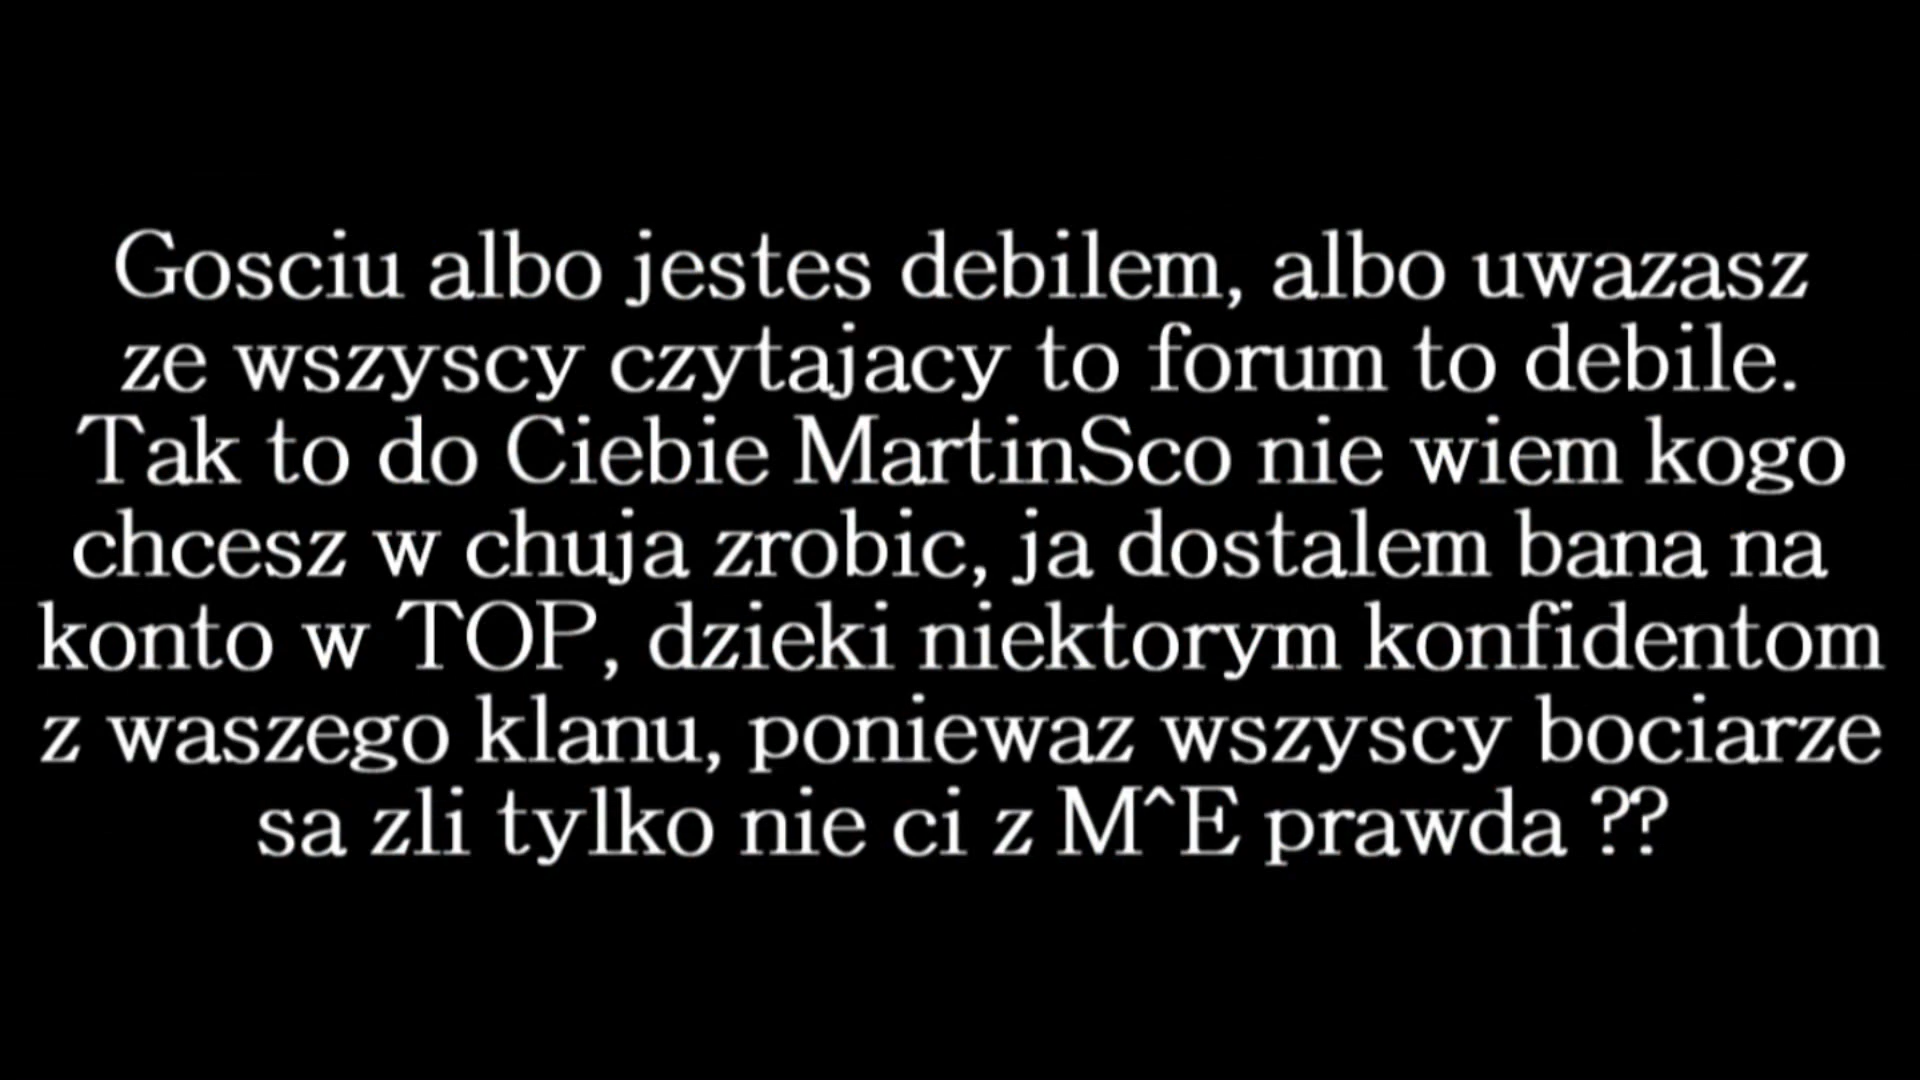 Gosciu albo jestes debilem, albo uwazasz
ze wszyscy czytajacy to forum to debile.
Tak to do Ciebie MartinSco nie wiem kogo
chcesz w chuja zrobic, ja dostalem bana na
konto w TOP, dzieki niektorym konfidentom
z waszego klanu, poniewaz wszyscy bociarze
sa zli tylko nie ci z M^E prawda ??